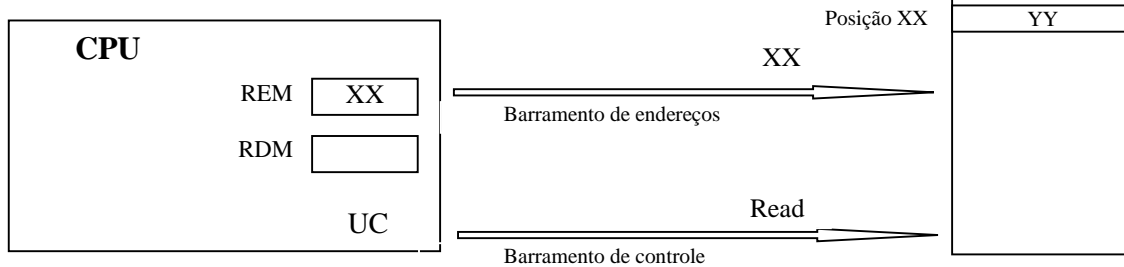 Posição XX
YY
CPU
XX
REM
XX
Barramento de endereços
RDM
Read
UC
Barramento de controle